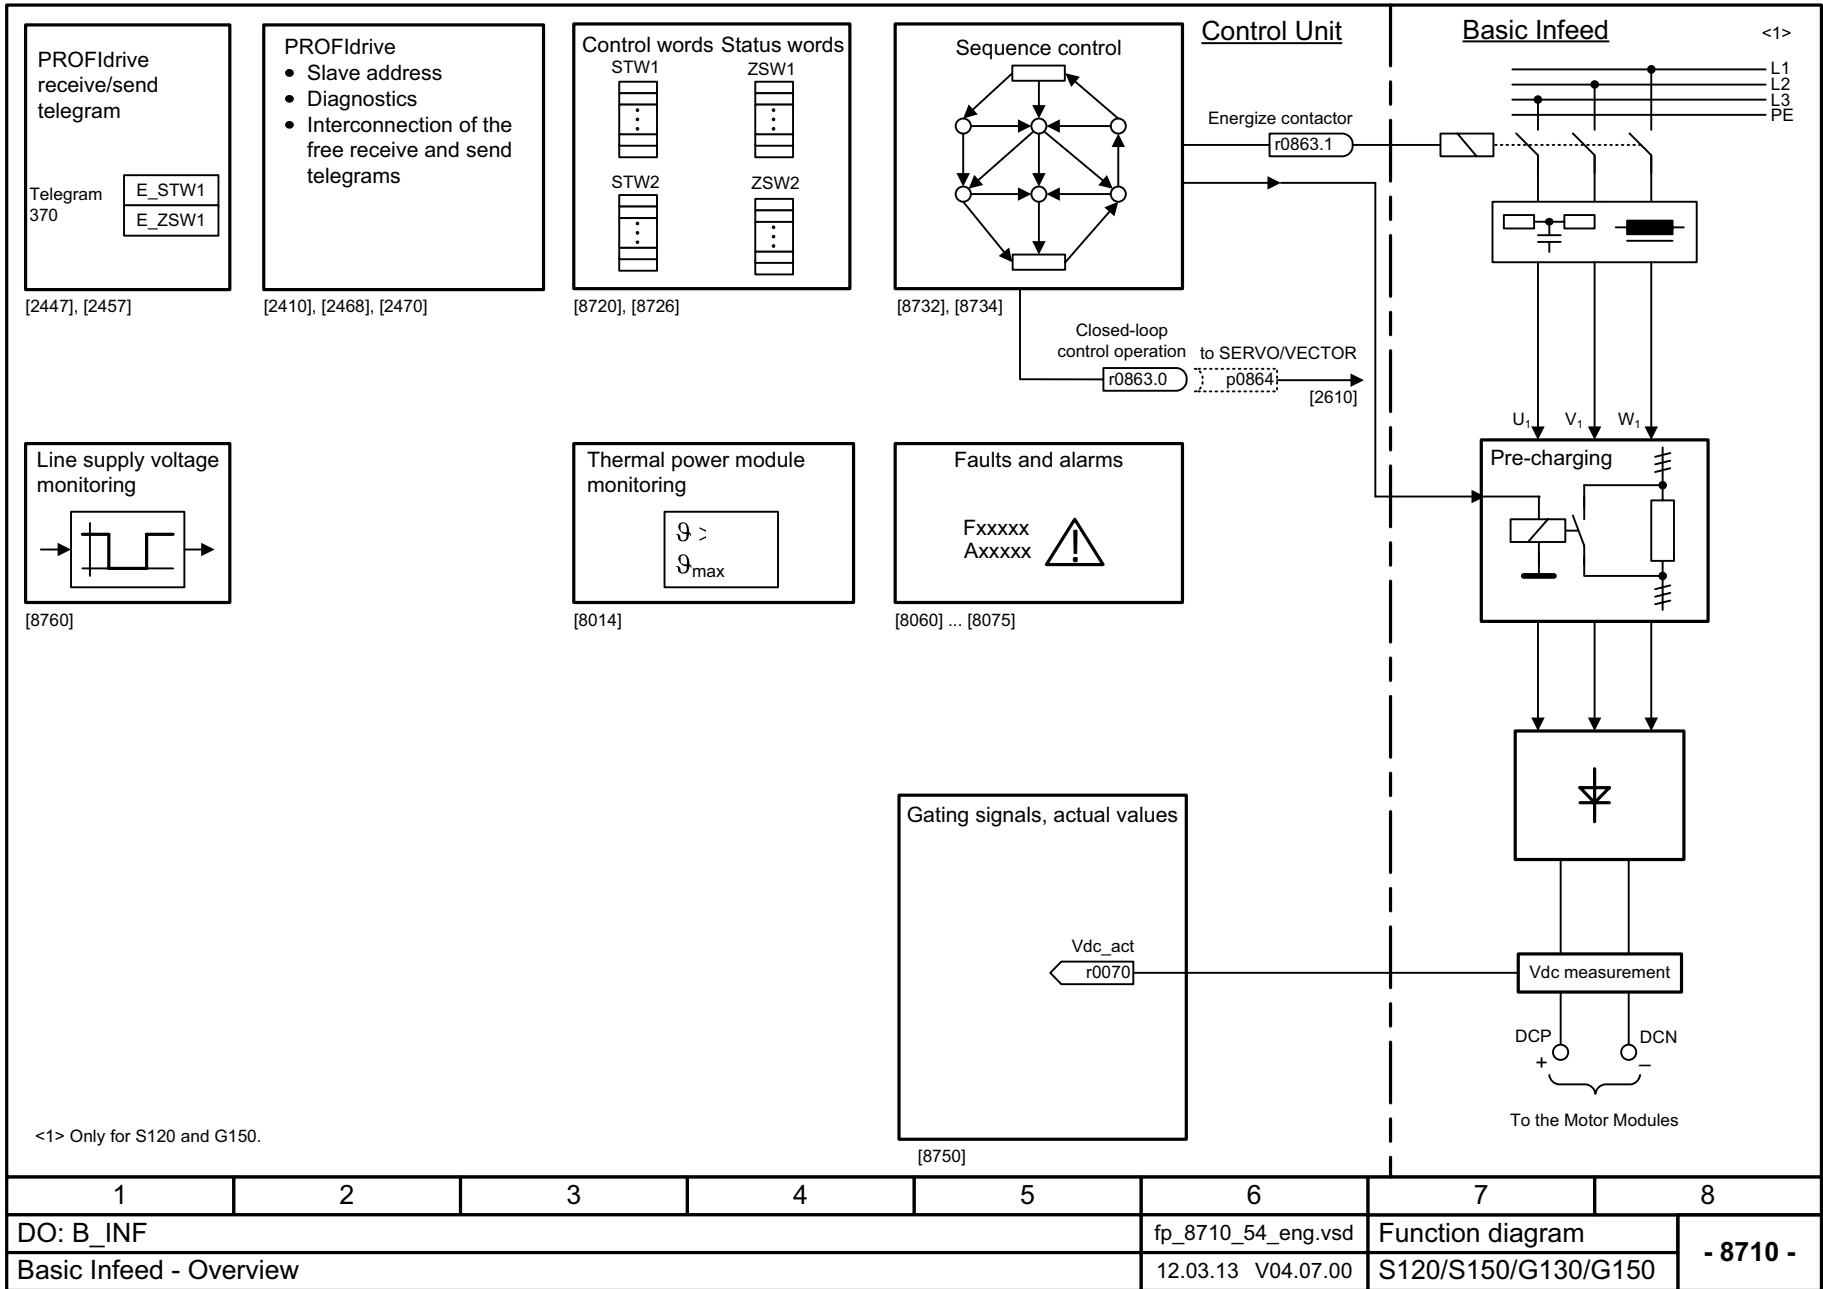 PROFIdrive
receive/send
telegram
Telegram
370
E_STW1
E_ZSW1
[2447], [2457]
PROFIdrive
• Slave address
• Diagnostics
• Interconnection of the
free receive and send
telegrams
[2410], [2468], [2470]
Control words Status words
STW1 ZSW1
STW2 ZSW2
[8720], [8726]
Sequence control
[8732], [8734]
Control Unit
Basic Infeed
<1>
L1
L2
L3
PE
Energize contactor
r0863.1
Closed-loop
control operation
r0863.0
to SERVO/VECTOR
p0864
[2610]
U1 V1 W1
Line supply voltage
monitoring
[8760]
Thermal power module
monitoring
ϑ >
ϑmax
[8014]
Faults and alarms
Fxxxxx
Axxxxx
!
[8060] ... [8075]
Pre-charging
Gating signals, actual values
Vdc_act
r0070
[8750]
Vdc measurement
DCP DCN
+ –
To the Motor Modules
<1> Only for S120 and G150.
1 2 3 4 5 6 7 8
DO: B_INF
fp_8710_54_eng.vsd
Function diagram
- 8710 -
Basic Infeed - Overview
12.03.13 V04.07.00
S120/S150/G130/G150